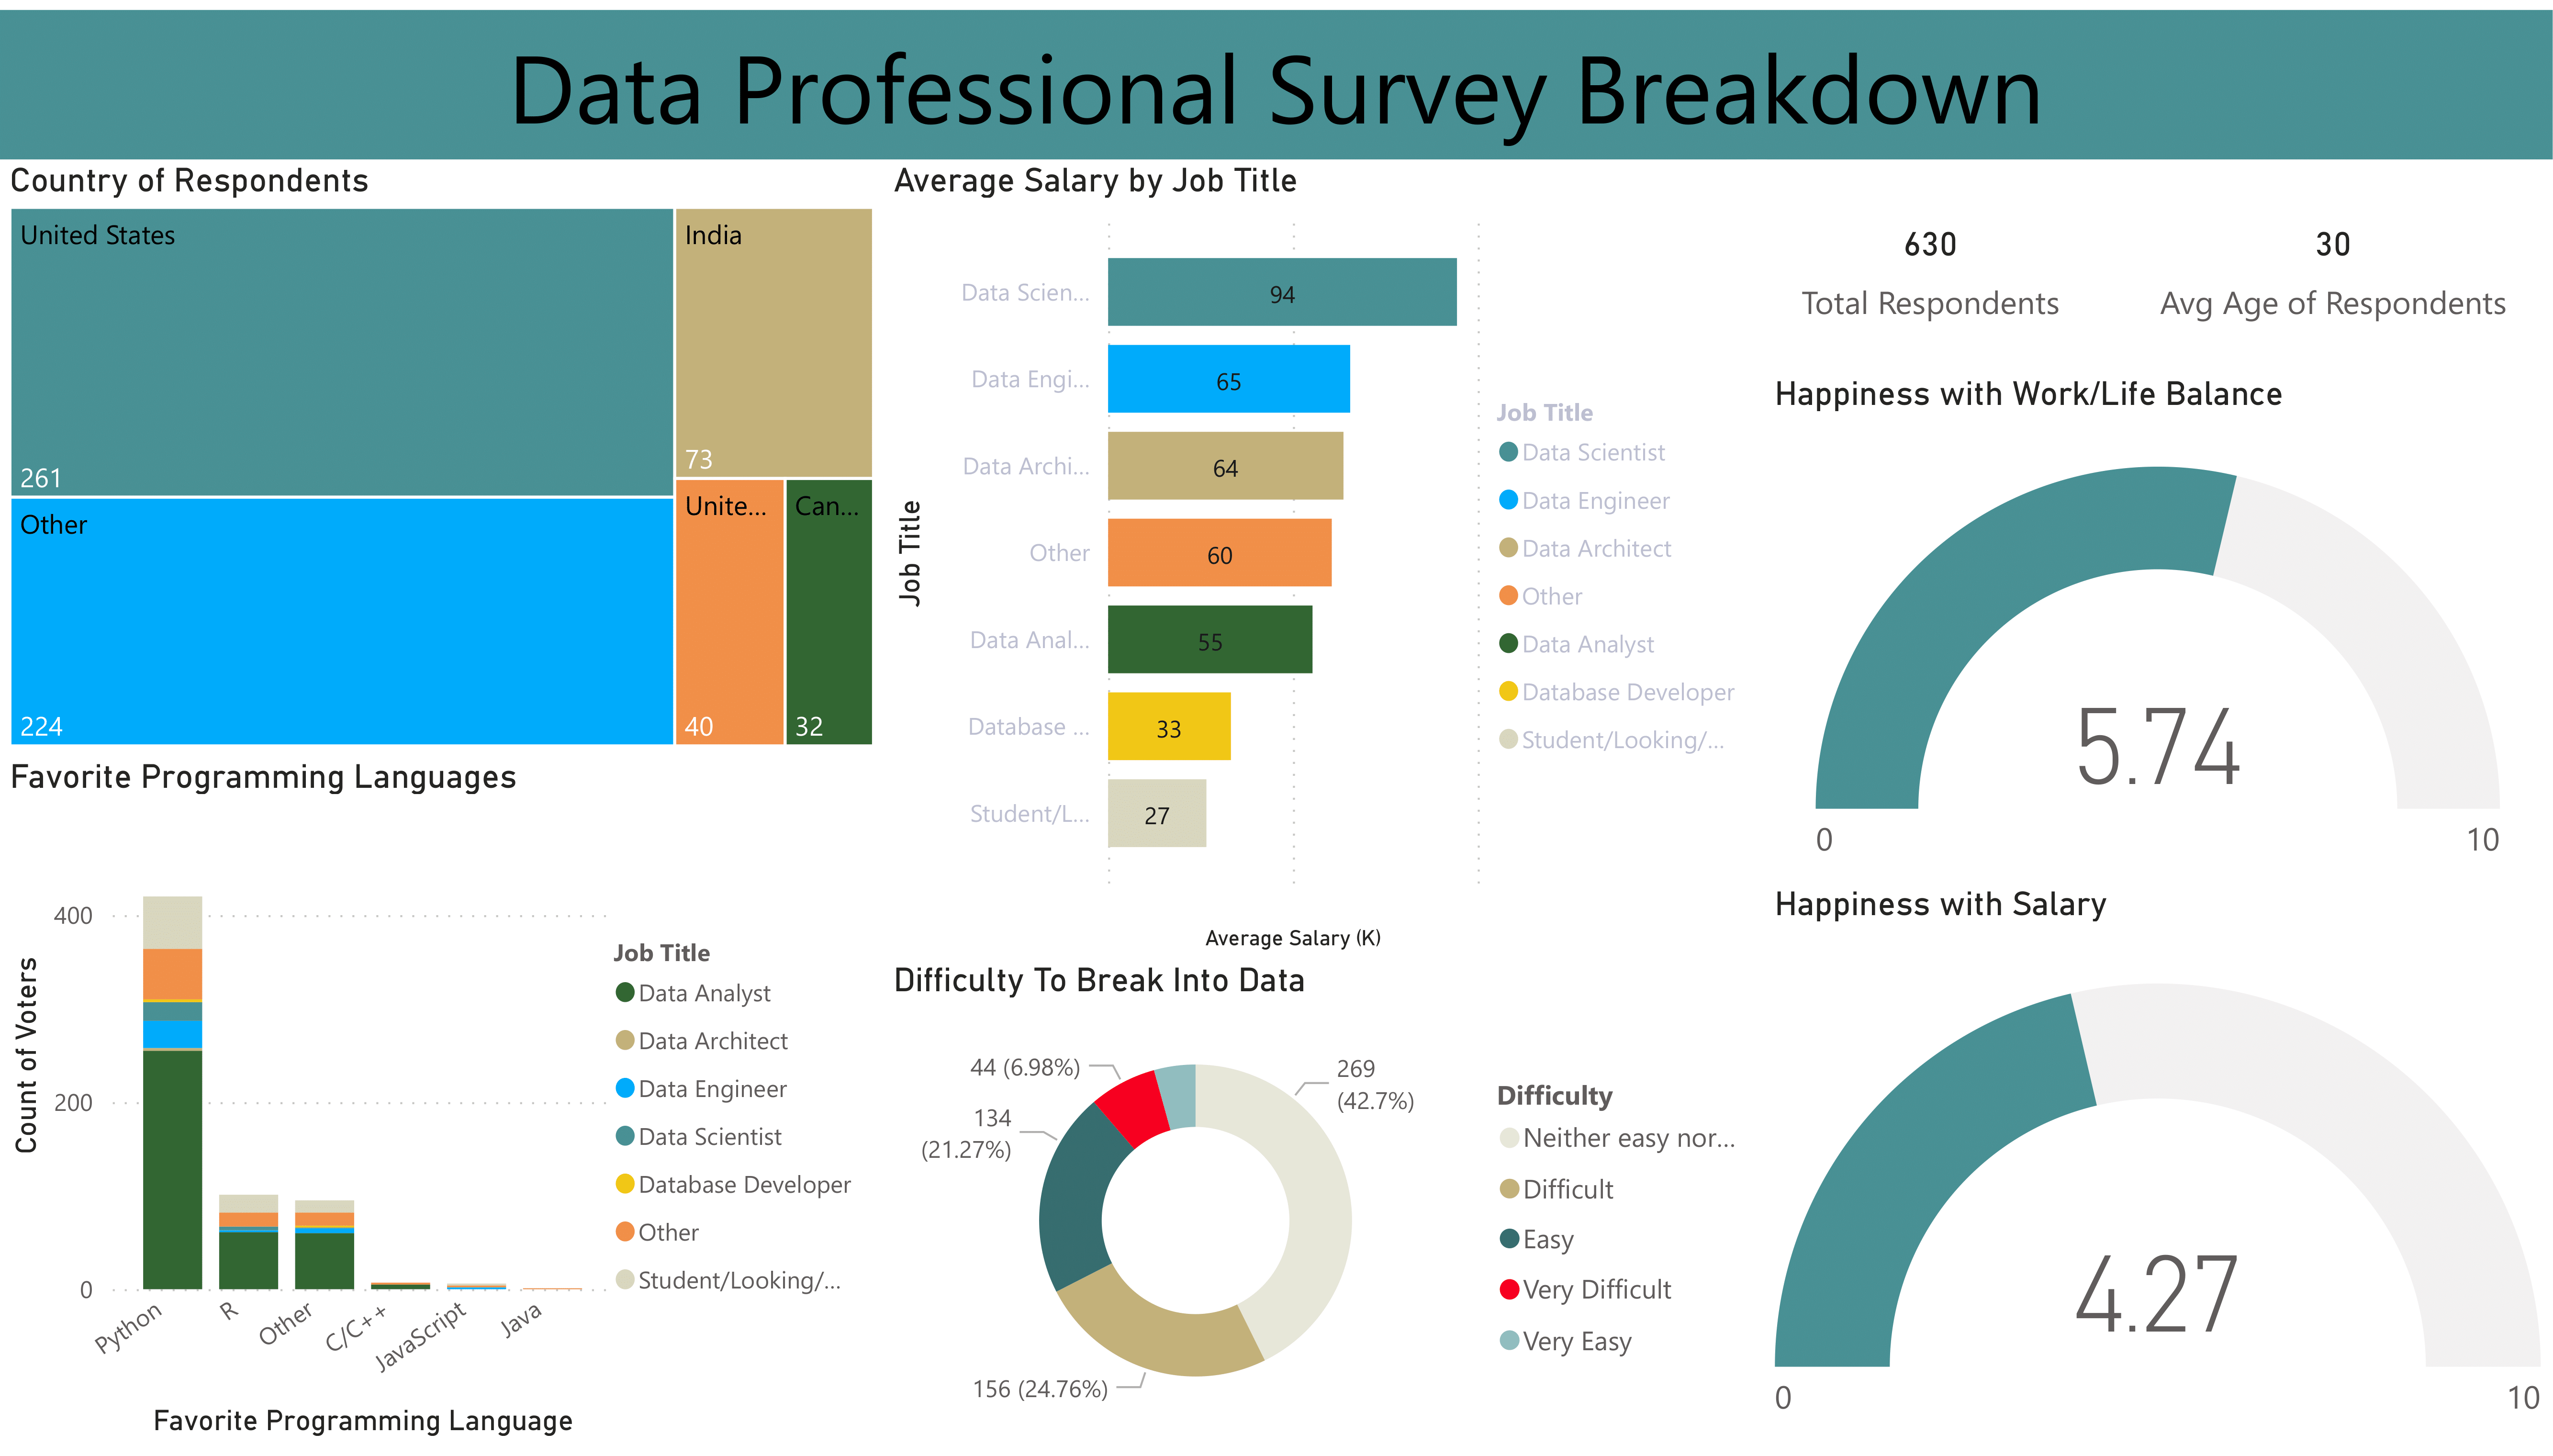 Data Professional Survey Breakdown
Country of Respondents
United States
261
India
73
Other
224
Unite...
40
Can...
32
Average Salary by Job Title
Job Title
Data Scien...
94
Data Engi...
65
Data Archi...
64
Other
60
Data Anal...
55
Database ...
33
Student/L...
27
Average Salary (K)
Job Title
Data Scientist
Data Engineer
Data Architect
Other
Data Analyst
Database Developer
Student/Looking/...
630
Total Respondents
30
Avg Age of Respondents
Happiness with Work/Life Balance
5.74
0
10
Favorite Programming Languages
Count of Voters
400
200
0
Python
R
Other
C/C++
JavaScript
Java
Favorite Programming Language
Job Title
Data Analyst
Data Architect
Data Engineer
Data Scientist
Database Developer
Other
Student/Looking/...
Difficulty To Break Into Data
44 (6.98%)
269
(42.7%)
134
(21.27%)
156 (24.76%)
Difficulty
Neither easy nor...
Difficult
Easy
Very Difficult
Very Easy
Happiness with Salary
4.27
0
10